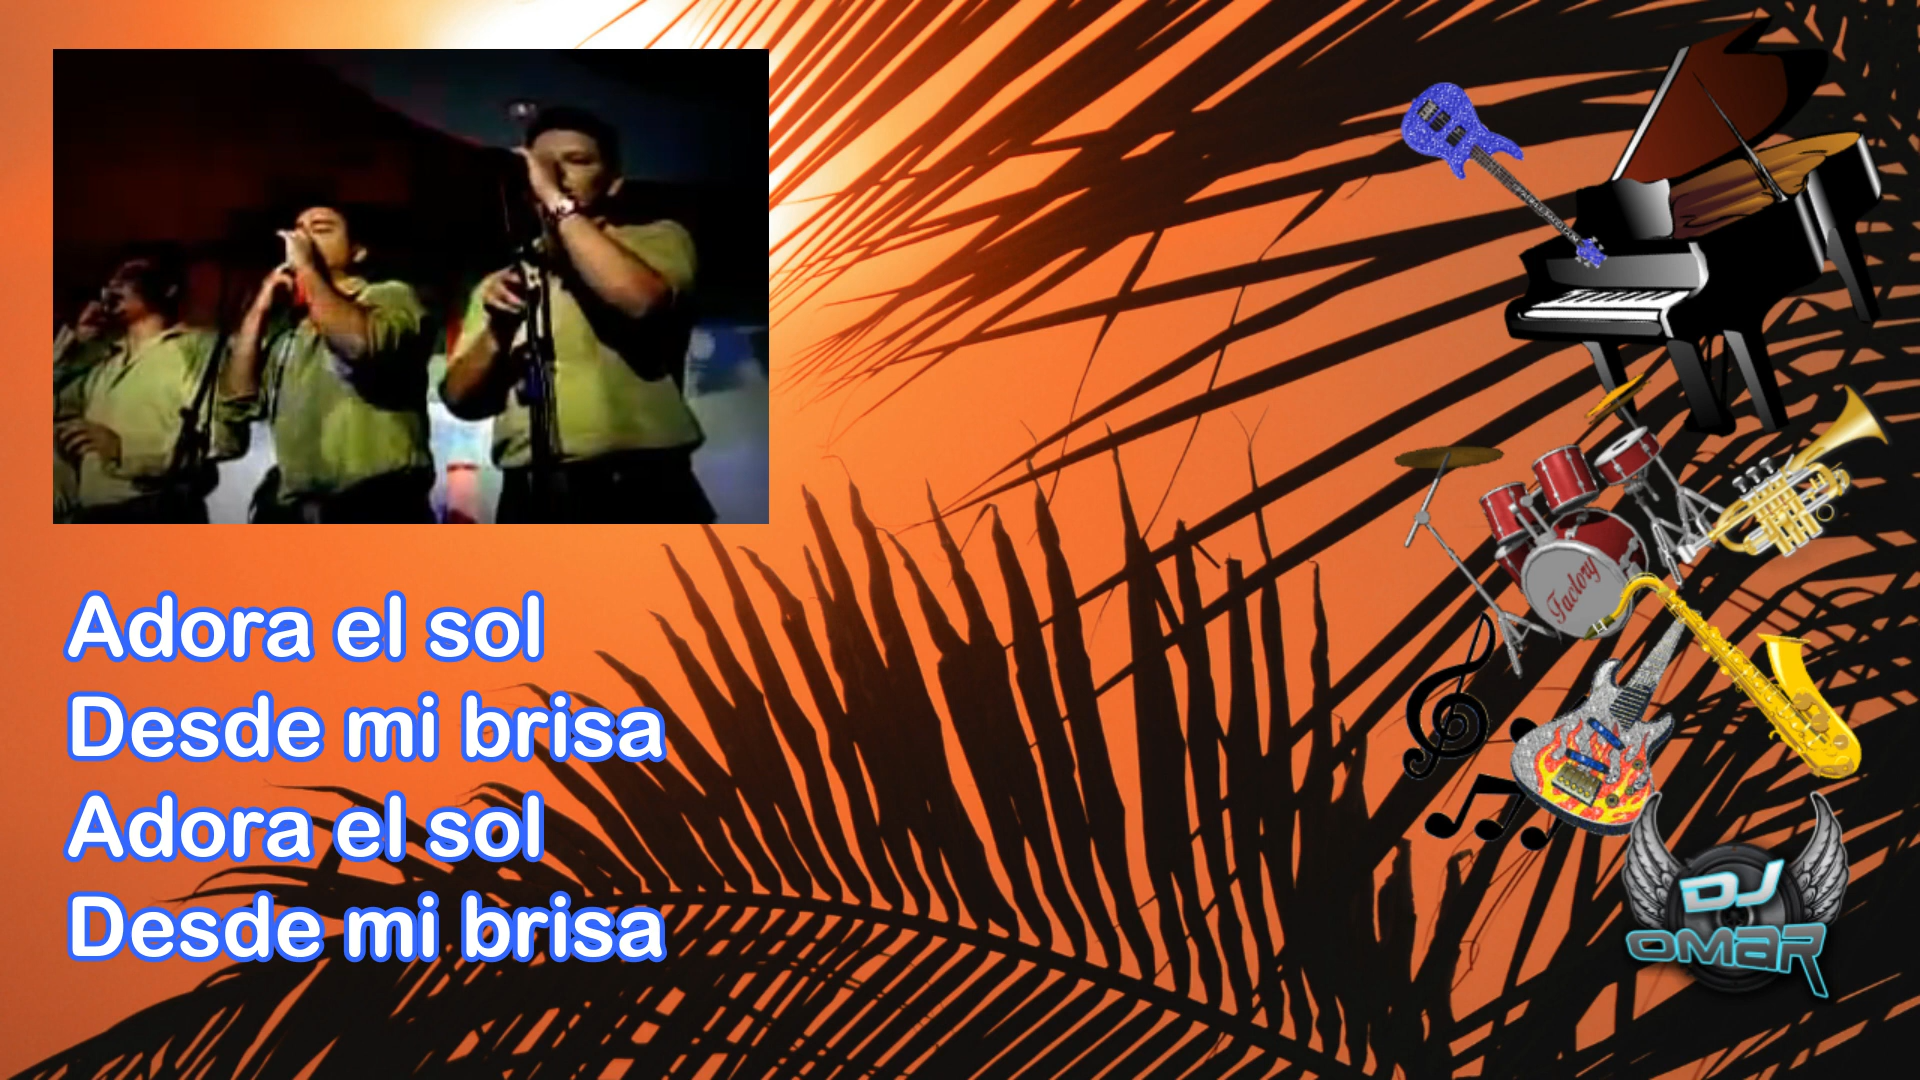 Adora el sol
Desde mi brisa
Adora el sol
Desde mi brisa
Factory
DJ
OMAR